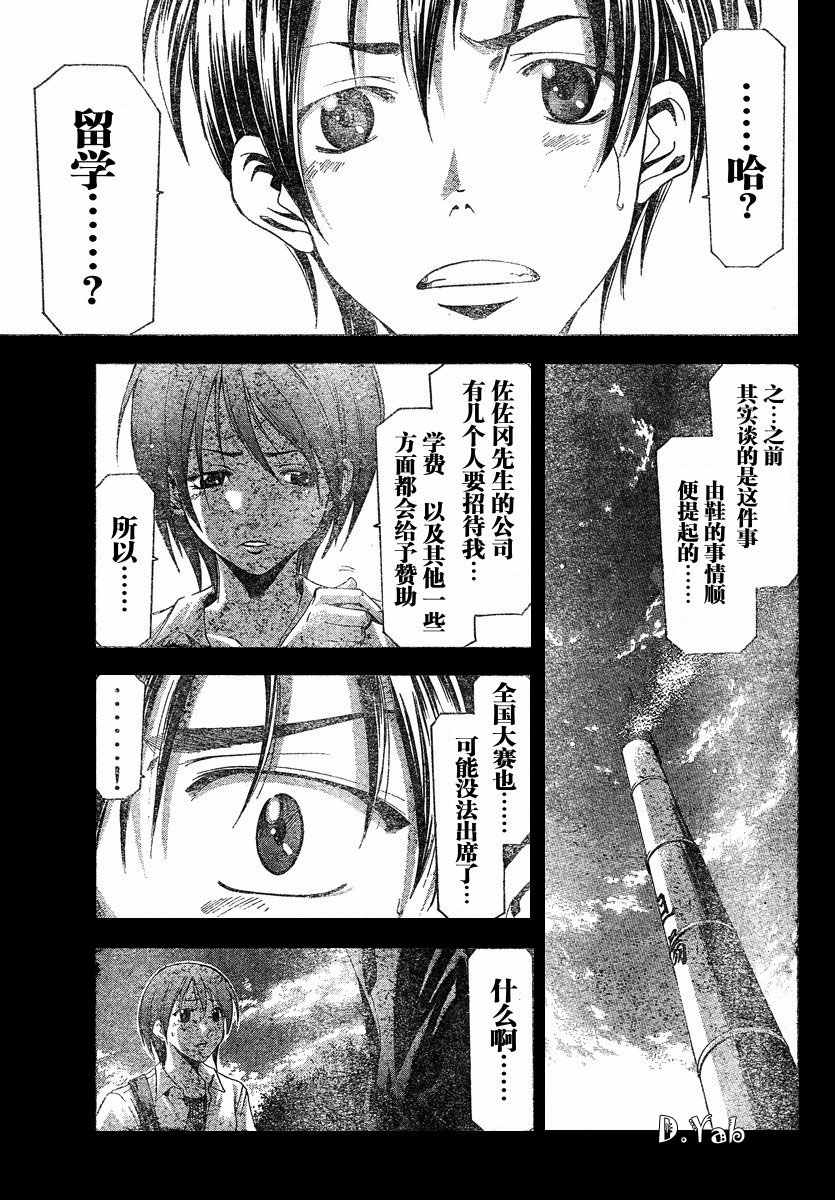 ……哈？
留学……？
之…之前
其实谈的是这件事
由鞋的事情顺
便提起的……
佐佐冈先生的公司
有几个人要招待我…
学费　以及其他一些
方面都会给予赞助
所以……
全国大赛也……
可能没法出席了…
……！
什么啊……
D.Yab